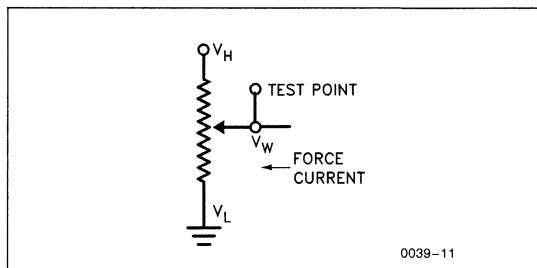 V_H
TEST POINT
V_W
FORCE
CURRENT
V_L
0039-11